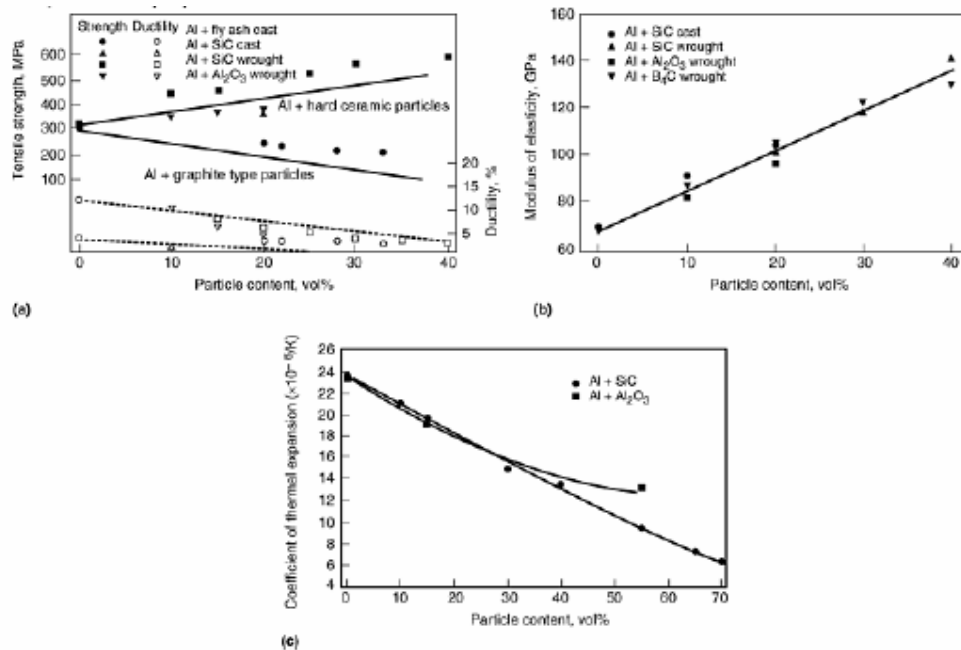 Strength Ductility
Al + fly ash cast
Al + SiC cast
Al + SiC wrought
Al + Al2O3 wrought
Tensile strength, MPa
600
500
400
300
200
100
Al + hard ceramic particles
Al + graphite type particles
20
15
10
5
Ductility, %
0 10 20 30 40
Particle content, vol%
(a)
Al + SiC cast
Al + SiC wrought
Al + Al2O3 wrought
Al + B4C wrought
Modulus of elasticity, GPa
140
120
100
80
60
0 10 20 30 40
Particle content, vol%
(b)
Al + SiC
Al + Al2O3
Coefficient of thermal expansion (×10⁻⁶/K)
26
24
22
20
18
16
14
12
10
8
6
4
0 10 20 30 40 50 60 70
Particle content, vol%
(c)